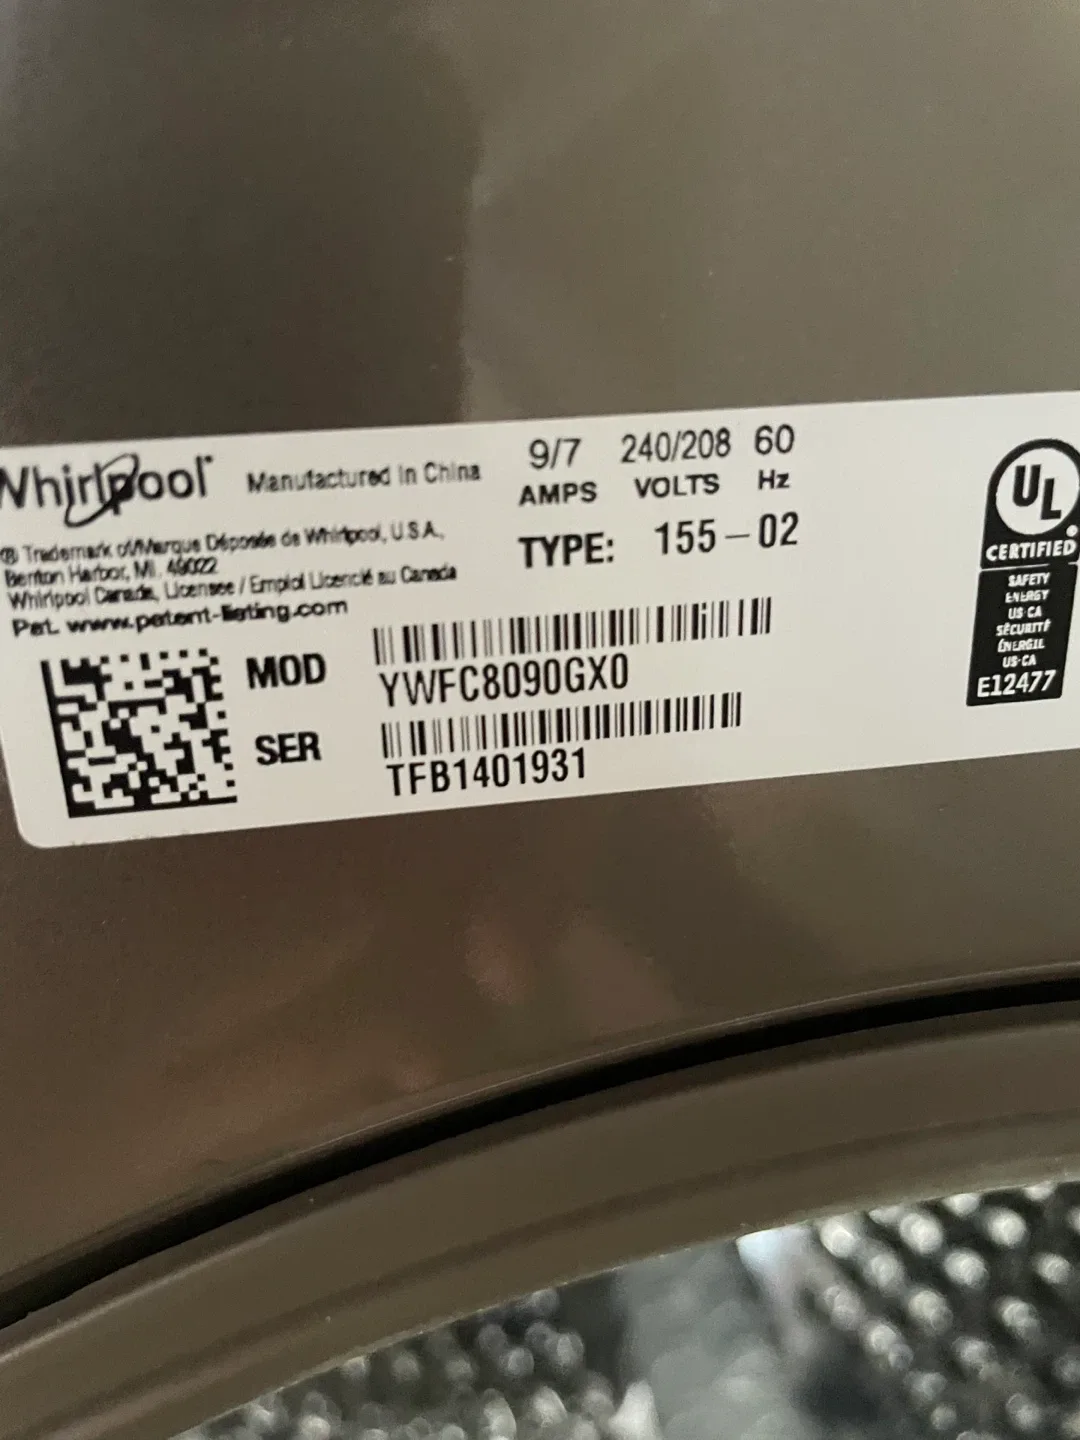 Whirlpool®
Manufactured in China
9/7 240/208 60
AMPS VOLTS Hz
® Trademark of/Marque Déposée de Whirlpool, U.S.A.,
Benton Harbor, MI. 49022
Whirlpool Canada, Licensee / Emploi Licencié au Canada
Pat. www.patent-listing.com
TYPE: 155-02
MOD YWFC8090GX0
SER TFB1401931
UL
CERTIFIED
SAFETY
ENERGY
US·CA
SÉCURITÉ
ÉNERGIE
US·CA
E12477